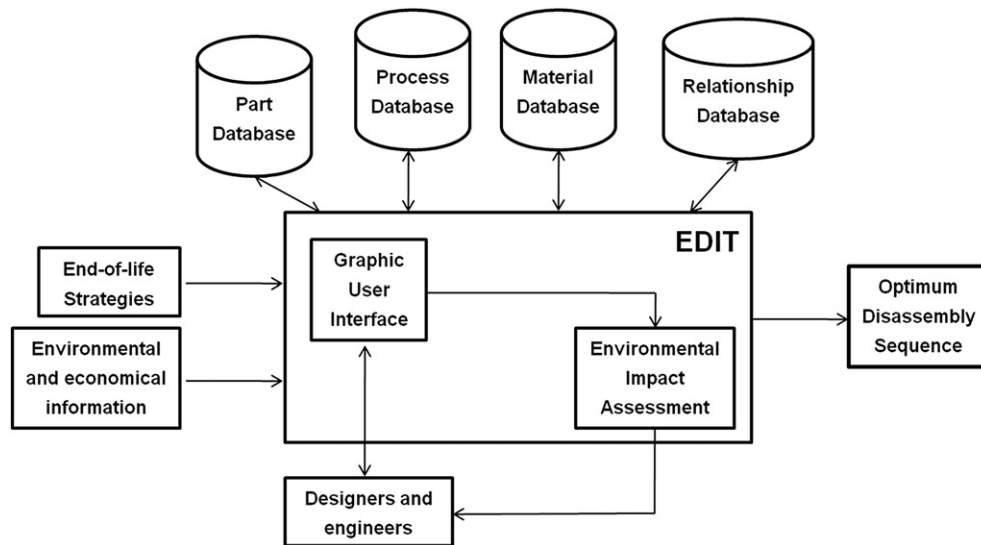 Part
Database
Process
Database
Material
Database
Relationship
Database
EDIT
End-of-life
Strategies
Graphic
User
Interface
Optimum
Disassembly
Sequence
Environmental
and economical
information
Environmental
Impact
Assessment
Designers and
engineers